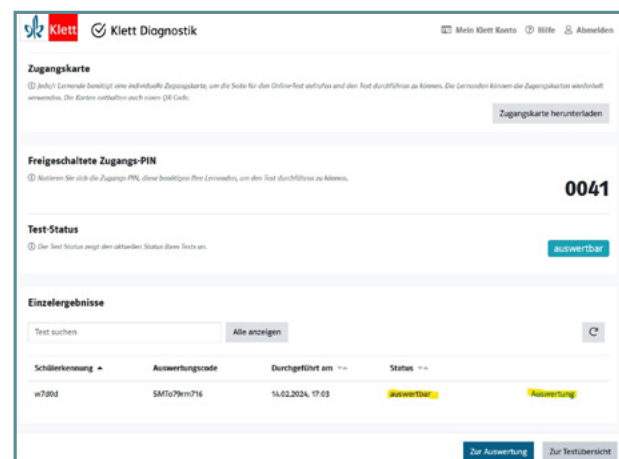 Klett Klett Diagnostik Mein Klett Konto Hilfe Abmelden
Zugangskarte
Jede/r Lernende benötigt eine individuelle Zugangskarte, um die Seite für den Online-Test aufrufen und den Test durchführen zu können. Die Lernenden können die Zugangskarten wiederholt
verwenden. Die Karten enthalten auch einen QR Code.
Zugangskarte herunterladen
Freigeschaltete Zugangs-PIN
Notieren Sie sich die Zugangs-PIN, diese benötigen Ihre Lernenden, um den Test durchführen zu können.
0041
Test-Status
Der Test Status zeigt den aktuellen Status Ihres Tests an.
auswertbar
Einzelergebnisse
Test suchen Alle anzeigen
Schülerkennung Auswertungscode Durchgeführt am Status
w7d0d SMTo79rm716 14.02.2024, 17:03 auswertbar Auswertung
Zur Auswertung Zur Testübersicht